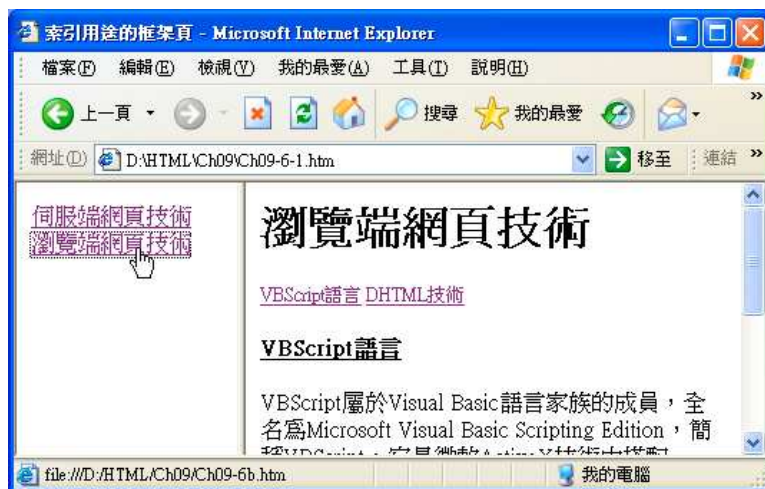 索引用途的框架頁 - Microsoft Internet Explorer
檔案(F) 編輯(E) 檢視(V) 我的最愛(A) 工具(T) 說明(H)
上一頁 搜尋 我的最愛 »
網址(D) D:\HTML\Ch09\Ch09-6-1.htm 移至 連結 »
伺服端網頁技術
瀏覽端網頁技術
瀏覽端網頁技術
VBScript語言 DHTML技術
VBScript語言
VBScript屬於Visual Basic語言家族的成員，全
名為Microsoft Visual Basic Scripting Edition，簡
file:///D:/HTML/Ch09/Ch09-6b.htm 我的電腦